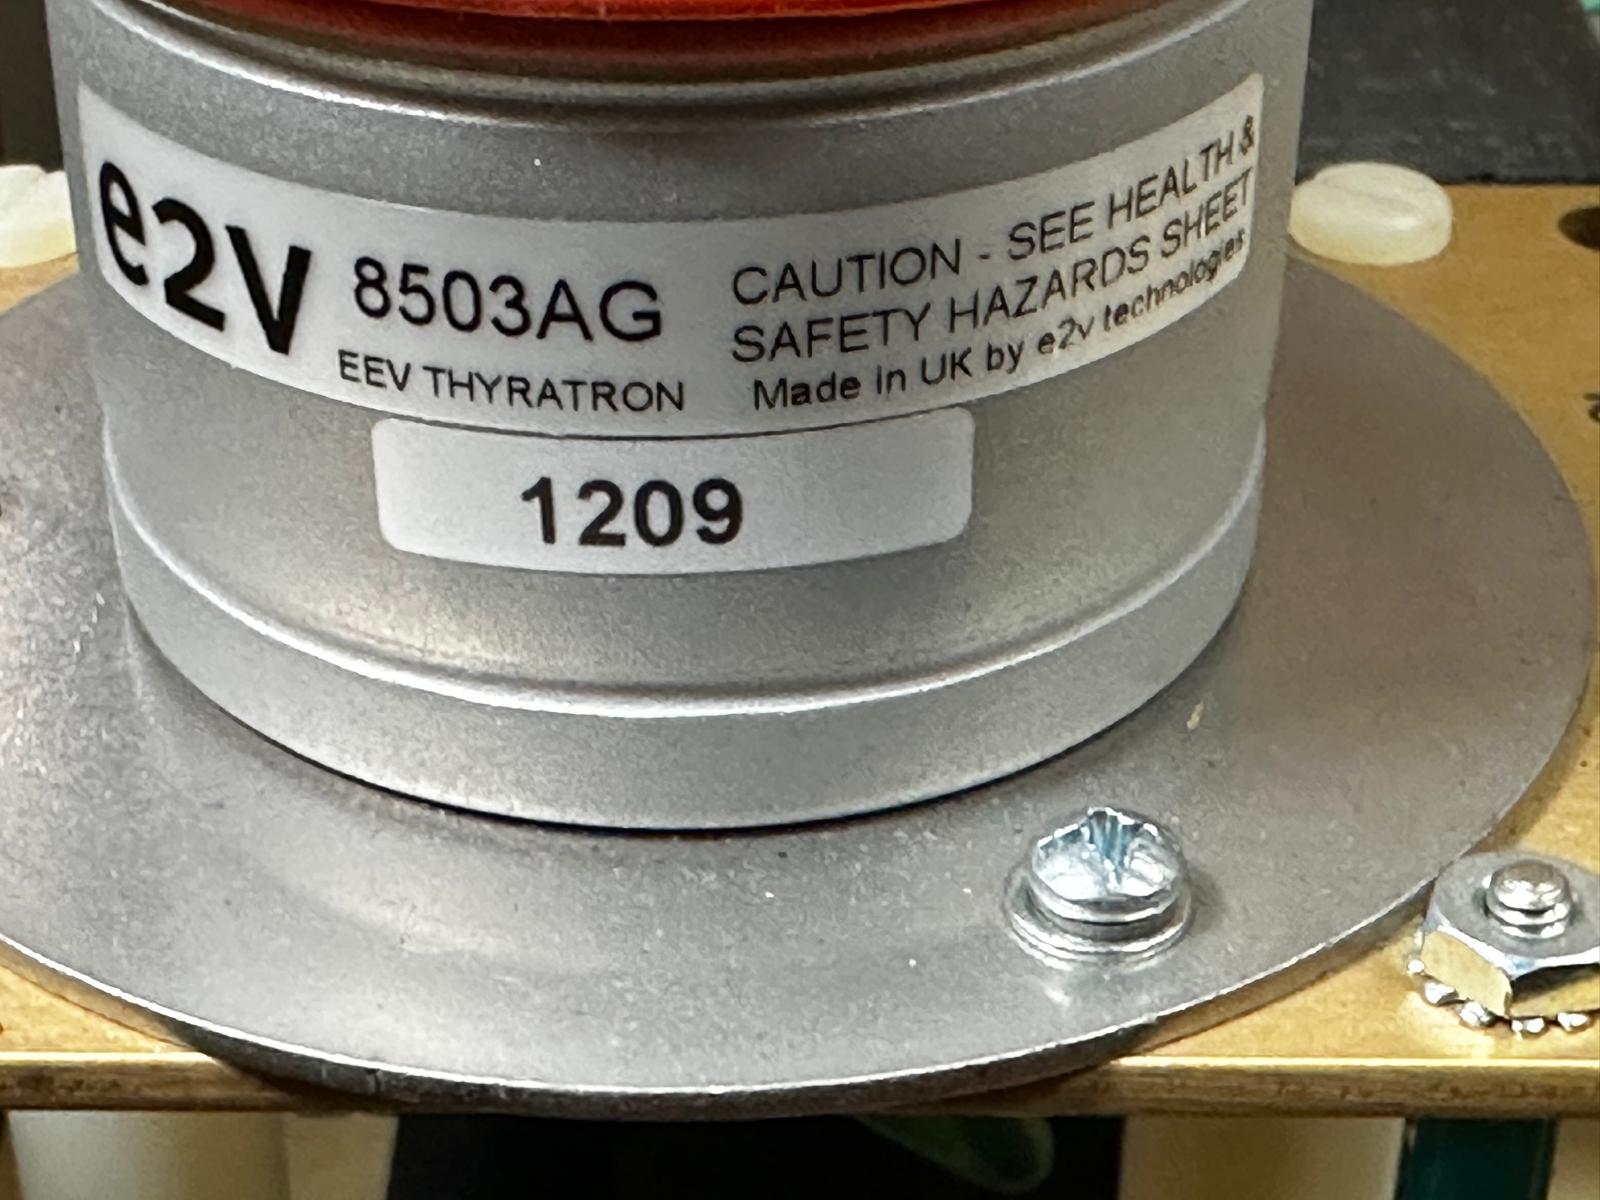 e2v
8503AG
EEV THYRATRON
CAUTION - SEE HEALTH &
SAFETY HAZARDS SHEET
Made in UK by e2v technologies
1209